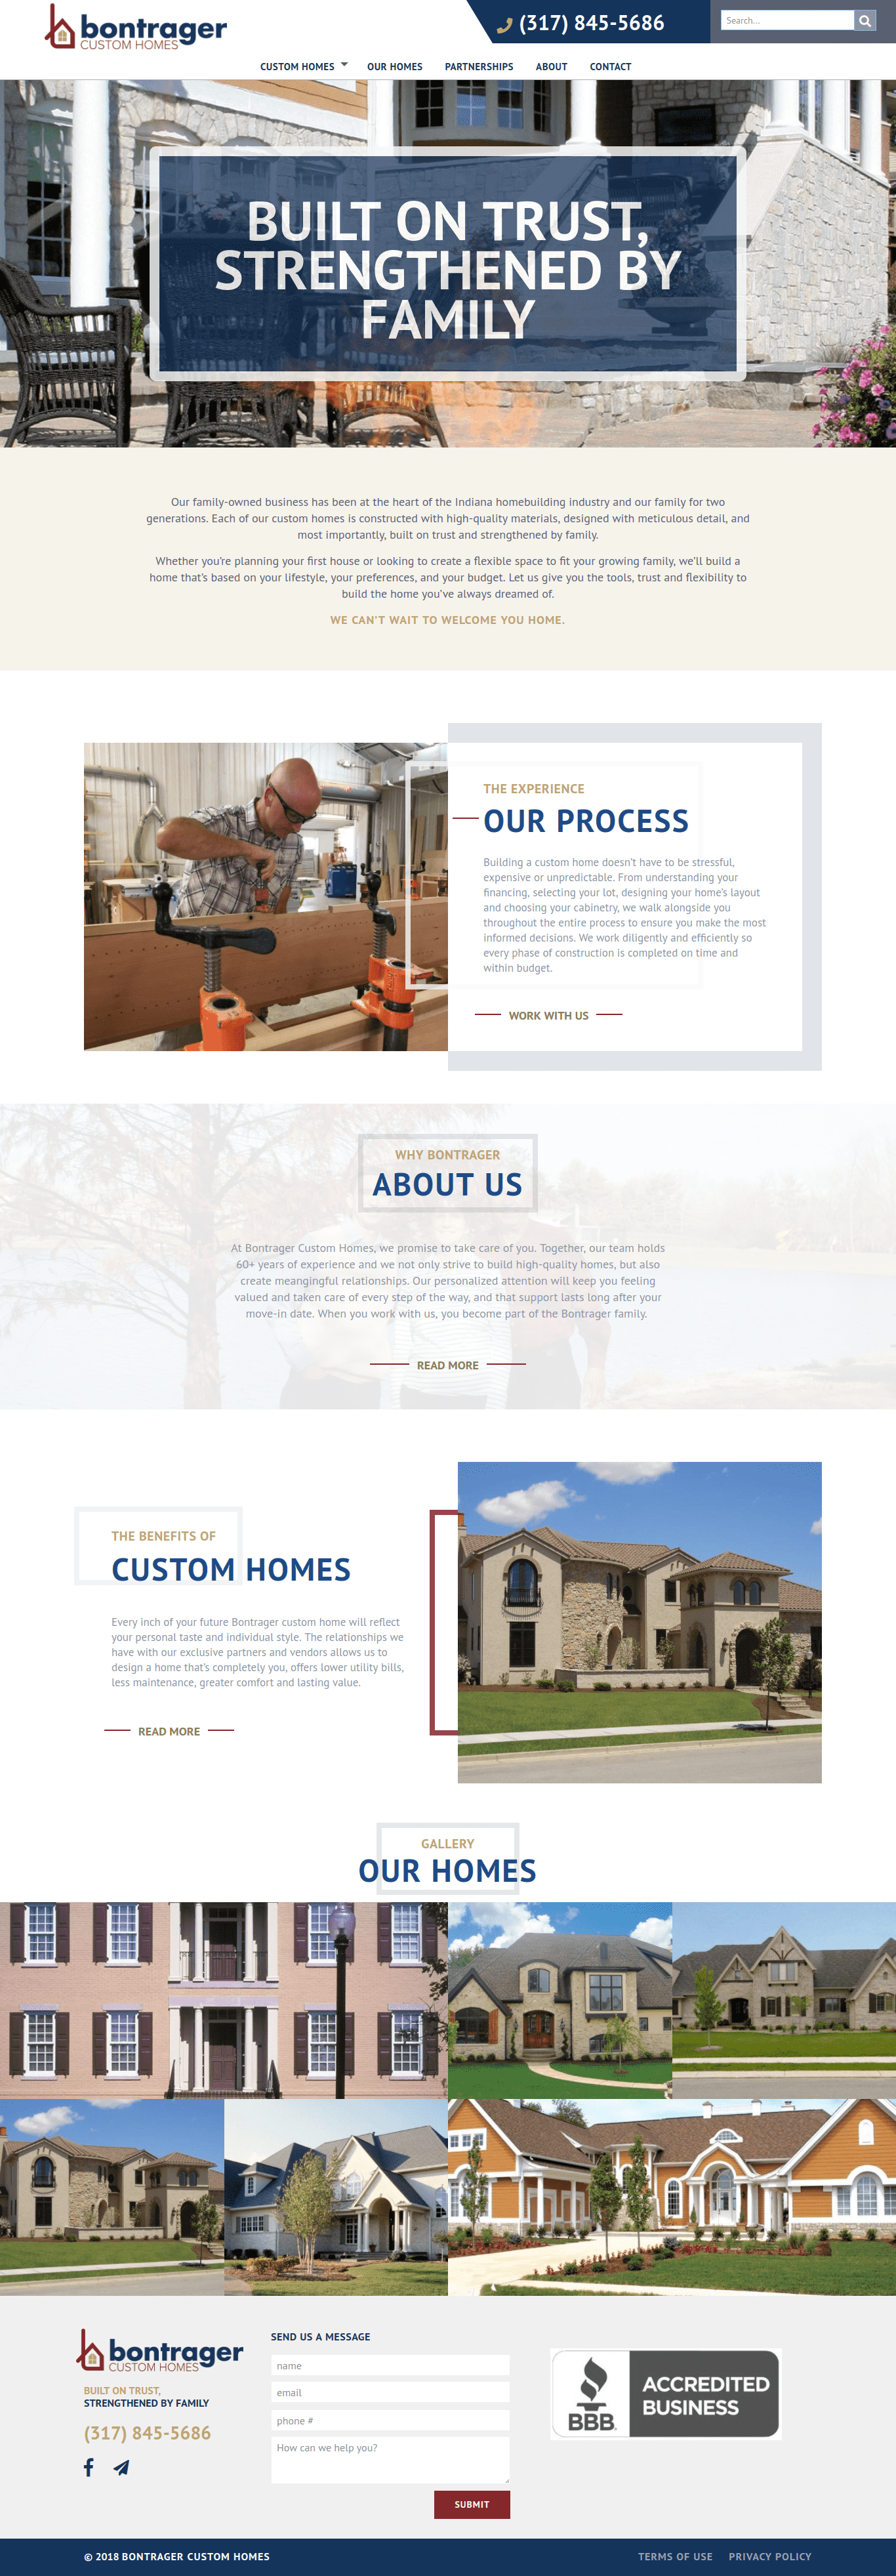 bontrager
CUSTOM HOMES
(317) 845-5686
Search...
CUSTOM HOMES
OUR HOMES
PARTNERSHIPS
ABOUT
CONTACT
BUILT ON TRUST,
STRENGTHENED BY
FAMILY
Our family-owned business has been at the heart of the Indiana homebuilding industry and our family for two
generations. Each of our custom homes is constructed with high-quality materials, designed with meticulous detail, and
most importantly, built on trust and strengthened by family.
Whether you're planning your first house or looking to create a flexible space to fit your growing family, we'll build a
home that's based on your lifestyle, your preferences, and your budget. Let us give you the tools, trust and flexibility to
build the home you've always dreamed of.
WE CAN'T WAIT TO WELCOME YOU HOME.
THE EXPERIENCE
OUR PROCESS
Building a custom home doesn't have to be stressful,
expensive or unpredictable. From understanding your
financing, selecting your lot, designing your home's layout
and choosing your cabinetry, we walk alongside you
throughout the entire process to ensure you make the most
informed decisions. We work diligently and efficiently so
every phase of construction is completed on time and
within budget.
WORK WITH US
WHY BONTRAGER
ABOUT US
At Bontrager Custom Homes, we promise to take care of you. Together, our team holds
60+ years of experience and we not only strive to build high-quality homes, but also
create meangingful relationships. Our personalized attention will keep you feeling
valued and taken care of every step of the way, and that support lasts long after your
move-in date. When you work with us, you become part of the Bontrager family.
READ MORE
THE BENEFITS OF
CUSTOM HOMES
Every inch of your future Bontrager custom home will reflect
your personal taste and individual style. The relationships we
have with our exclusive partners and vendors allows us to
design a home that's completely you, offers lower utility bills,
less maintenance, greater comfort and lasting value.
READ MORE
GALLERY
OUR HOMES
bontrager
CUSTOM HOMES
BUILT ON TRUST,
STRENGTHENED BY FAMILY
(317) 845-5686
SEND US A MESSAGE
name
email
phone #
How can we help you?
SUBMIT
BBB.
ACCREDITED
BUSINESS
© 2018 BONTRAGER CUSTOM HOMES
TERMS OF USE
PRIVACY POLICY